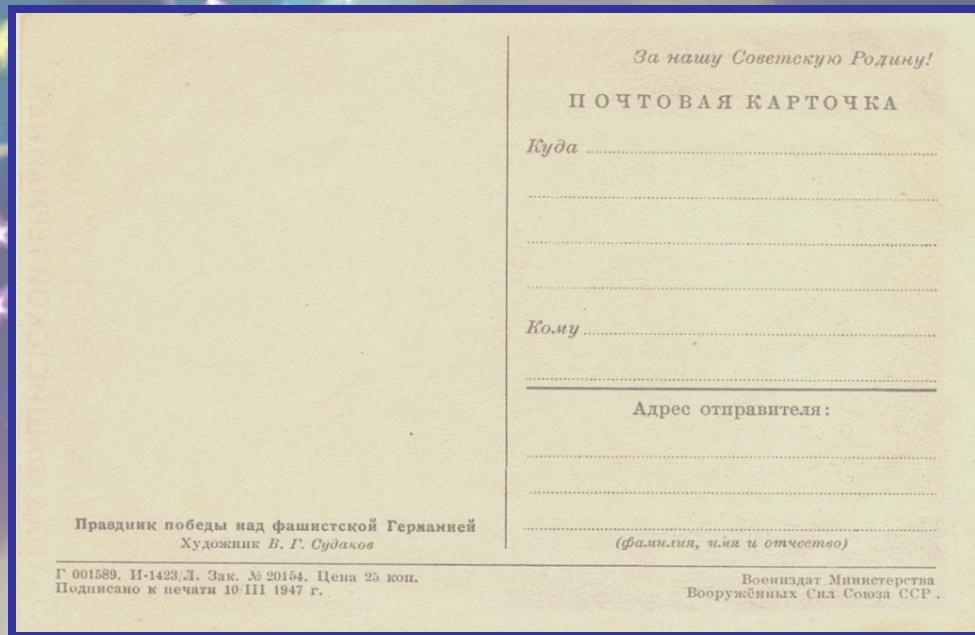 За нашу Советскую Родину!
ПОЧТОВАЯ КАРТОЧКА
Куда
Кому
Адрес отправителя:
(фамилия, имя и отчество)
Праздник победы над фашистской Германией
Художник В. Г. Судаков
Г 001589. И-1423/Л. Зак. № 20154. Цена 25 коп.
Подписано к печати 10/III 1947 г.
Воениздат Министерства
Вооружённых Сил Союза ССР.